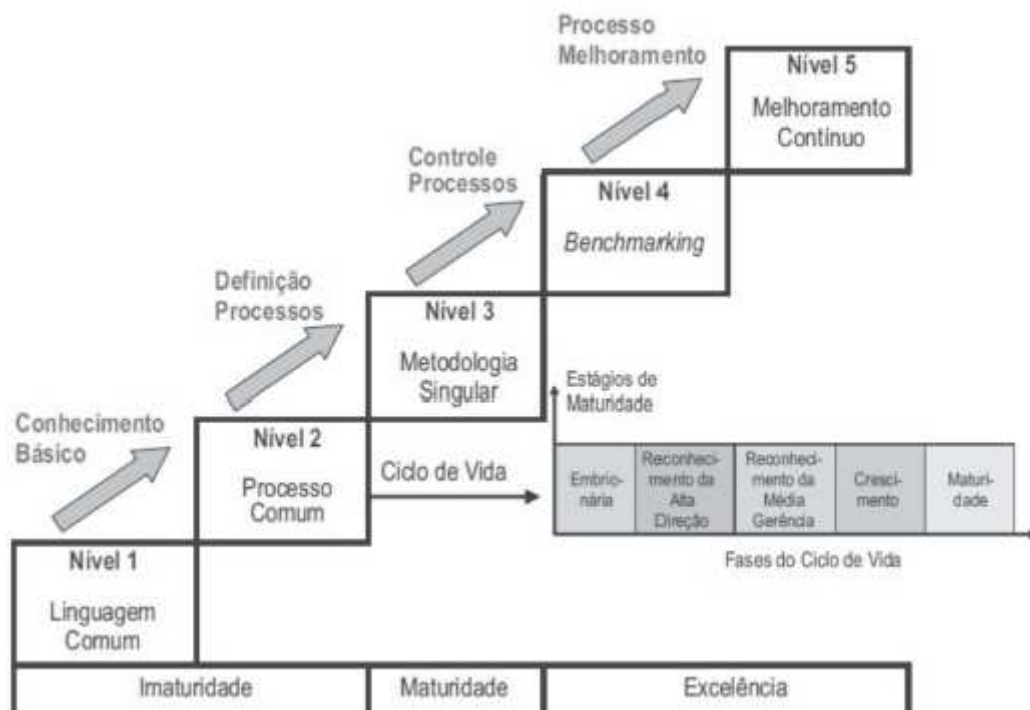 Processo
Melhoramento
Nível 5
Melhoramento
Contínuo
Controle
Processos
Nível 4
Benchmarking
Definição
Processos
Nível 3
Metodologia
Singular
Conhecimento
Básico
Nível 2
Processo
Comum
Ciclo de Vida
Estágios de
Maturidade
Embrio-
nária
Reconheci-
mento da
Alta
Direção
Reconheci-
mento da
Média
Gerência
Cresci-
mento
Maturi-
dade
Fases do Ciclo de Vida
Nível 1
Linguagem
Comum
Imaturidade
Maturidade
Excelência